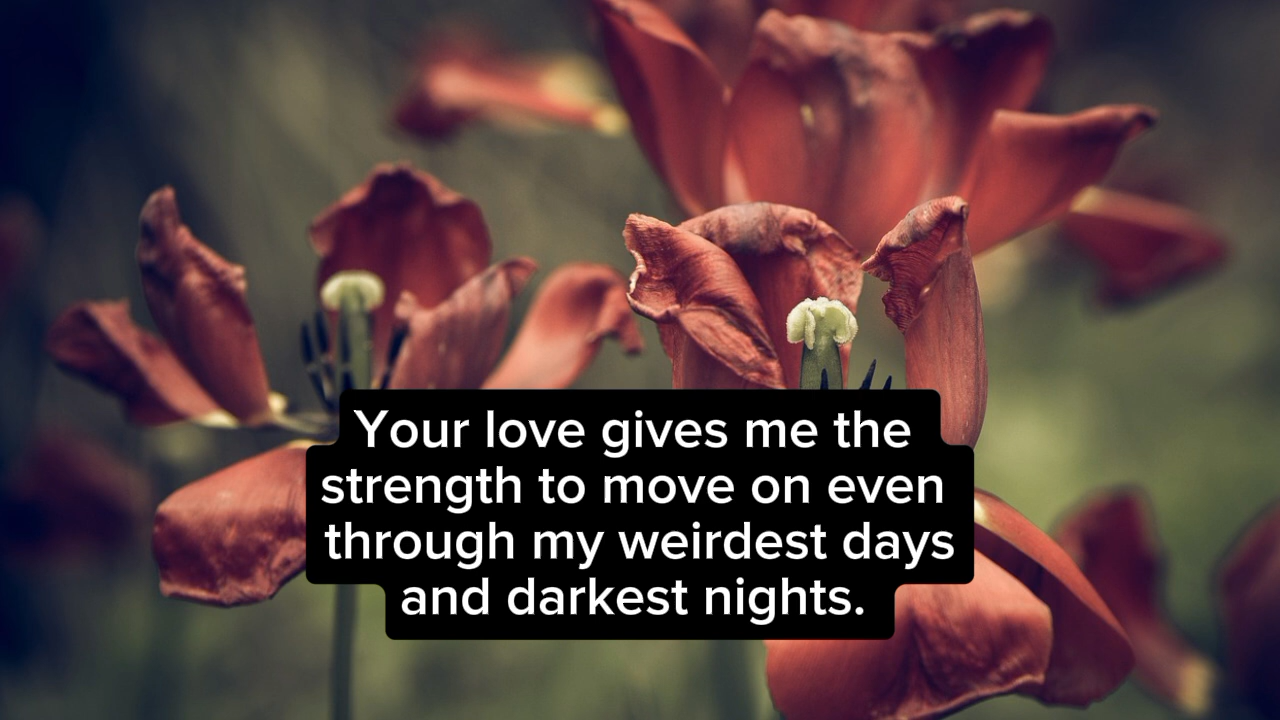 Your love gives me the
strength to move on even
through my weirdest days
and darkest nights.